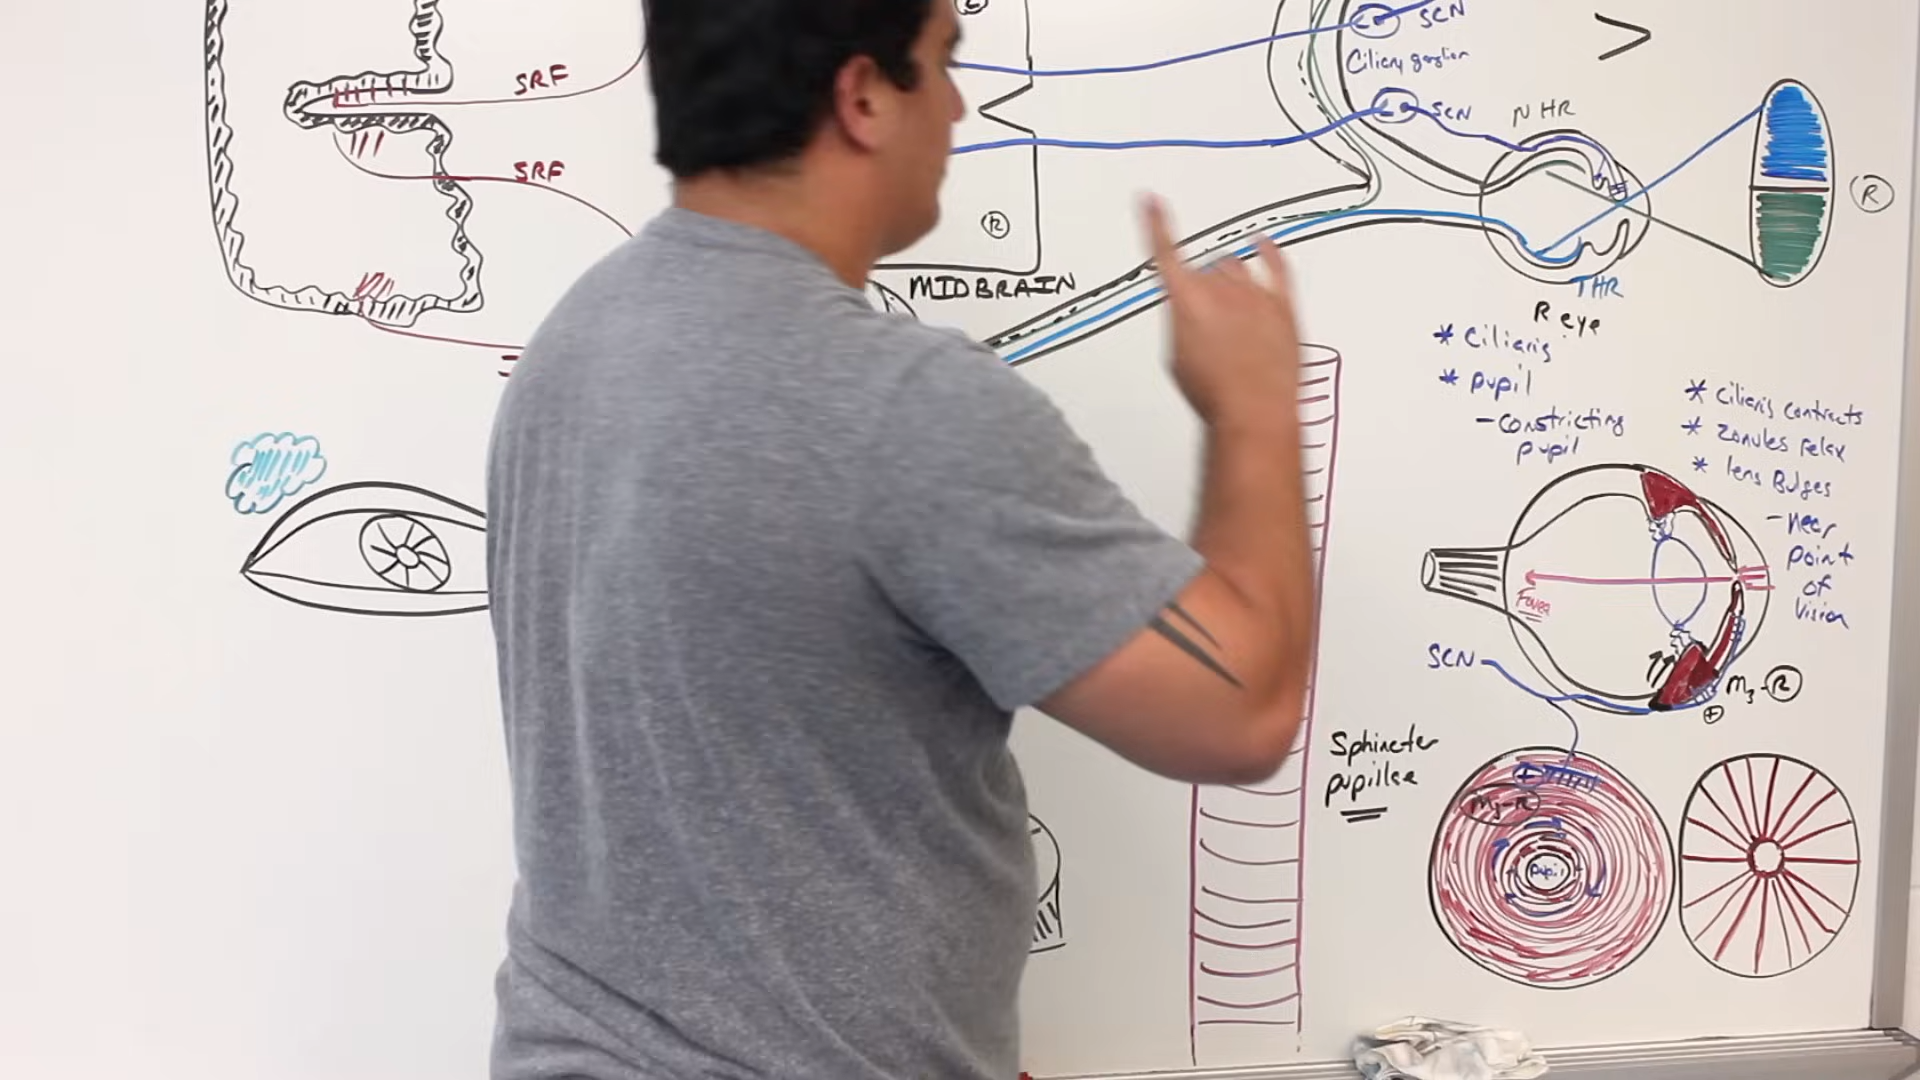 SCN
SRF
Ciliary ganglion
SCN
NHR
SRF
R
R
MIDBRAIN
THR
R eye
* Ciliaris
* pupil
-constricting
pupil
* Ciliaris contracts
* Zonules relax
* lens Bulges
-near
point
of
vision
Fovea
SCN
M3-R
+
Sphincter
pupillae
+
M3-R
pupil